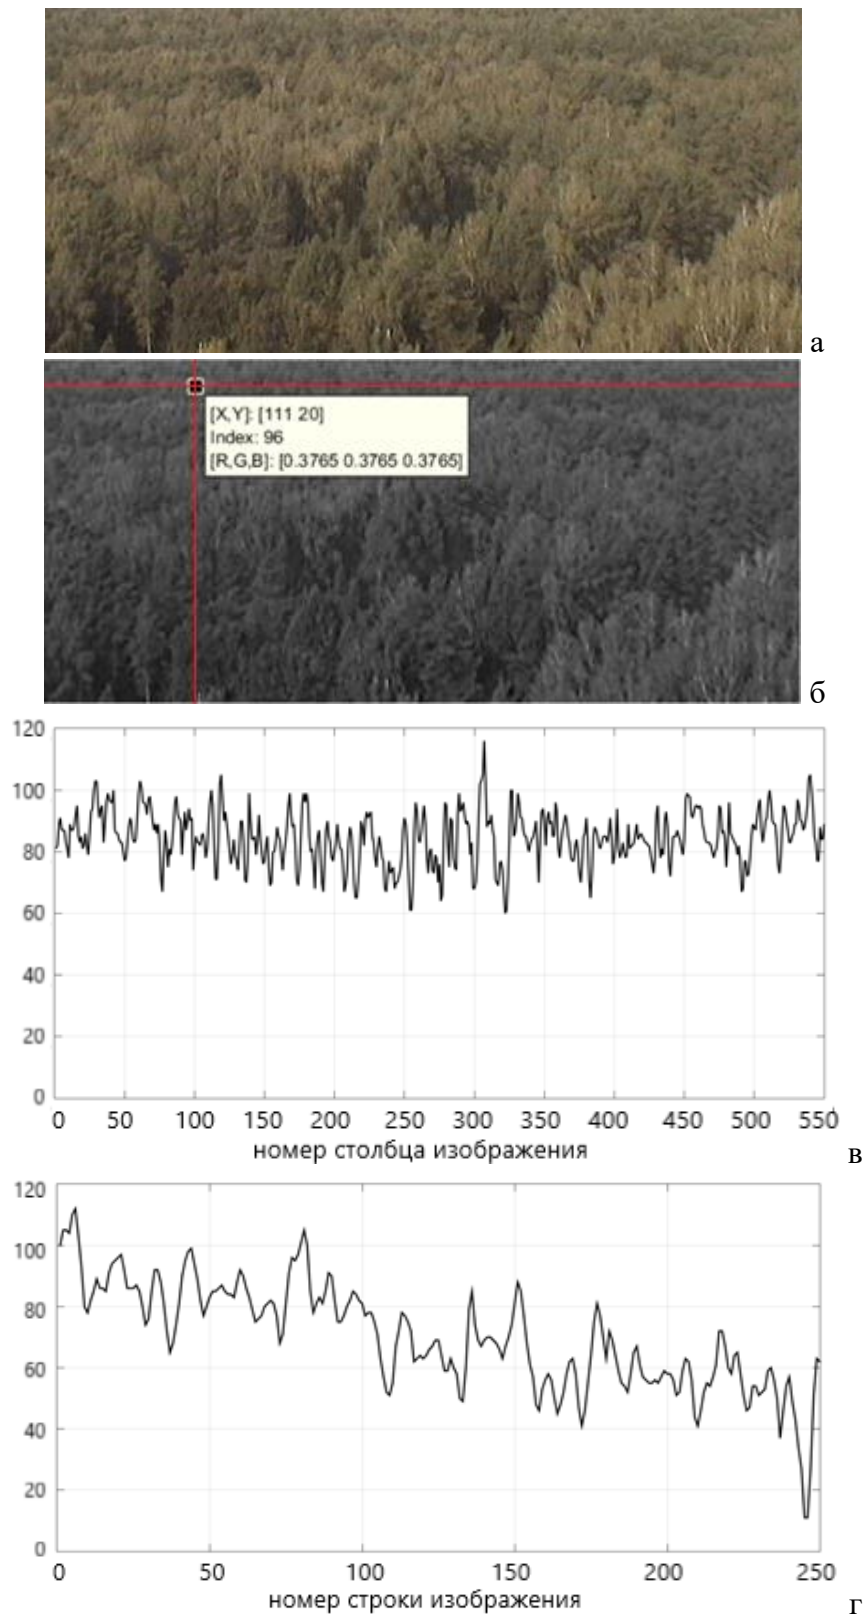 а
[X,Y]: [111 20]
Index: 96
[R,G,B]: [0.3765 0.3765 0.3765]
б
120
100
80
60
40
20
0
0 50 100 150 200 250 300 350 400 450 500 550
номер столбца изображения
в
120
100
80
60
40
20
0
0 50 100 150 200 250
номер строки изображения
г